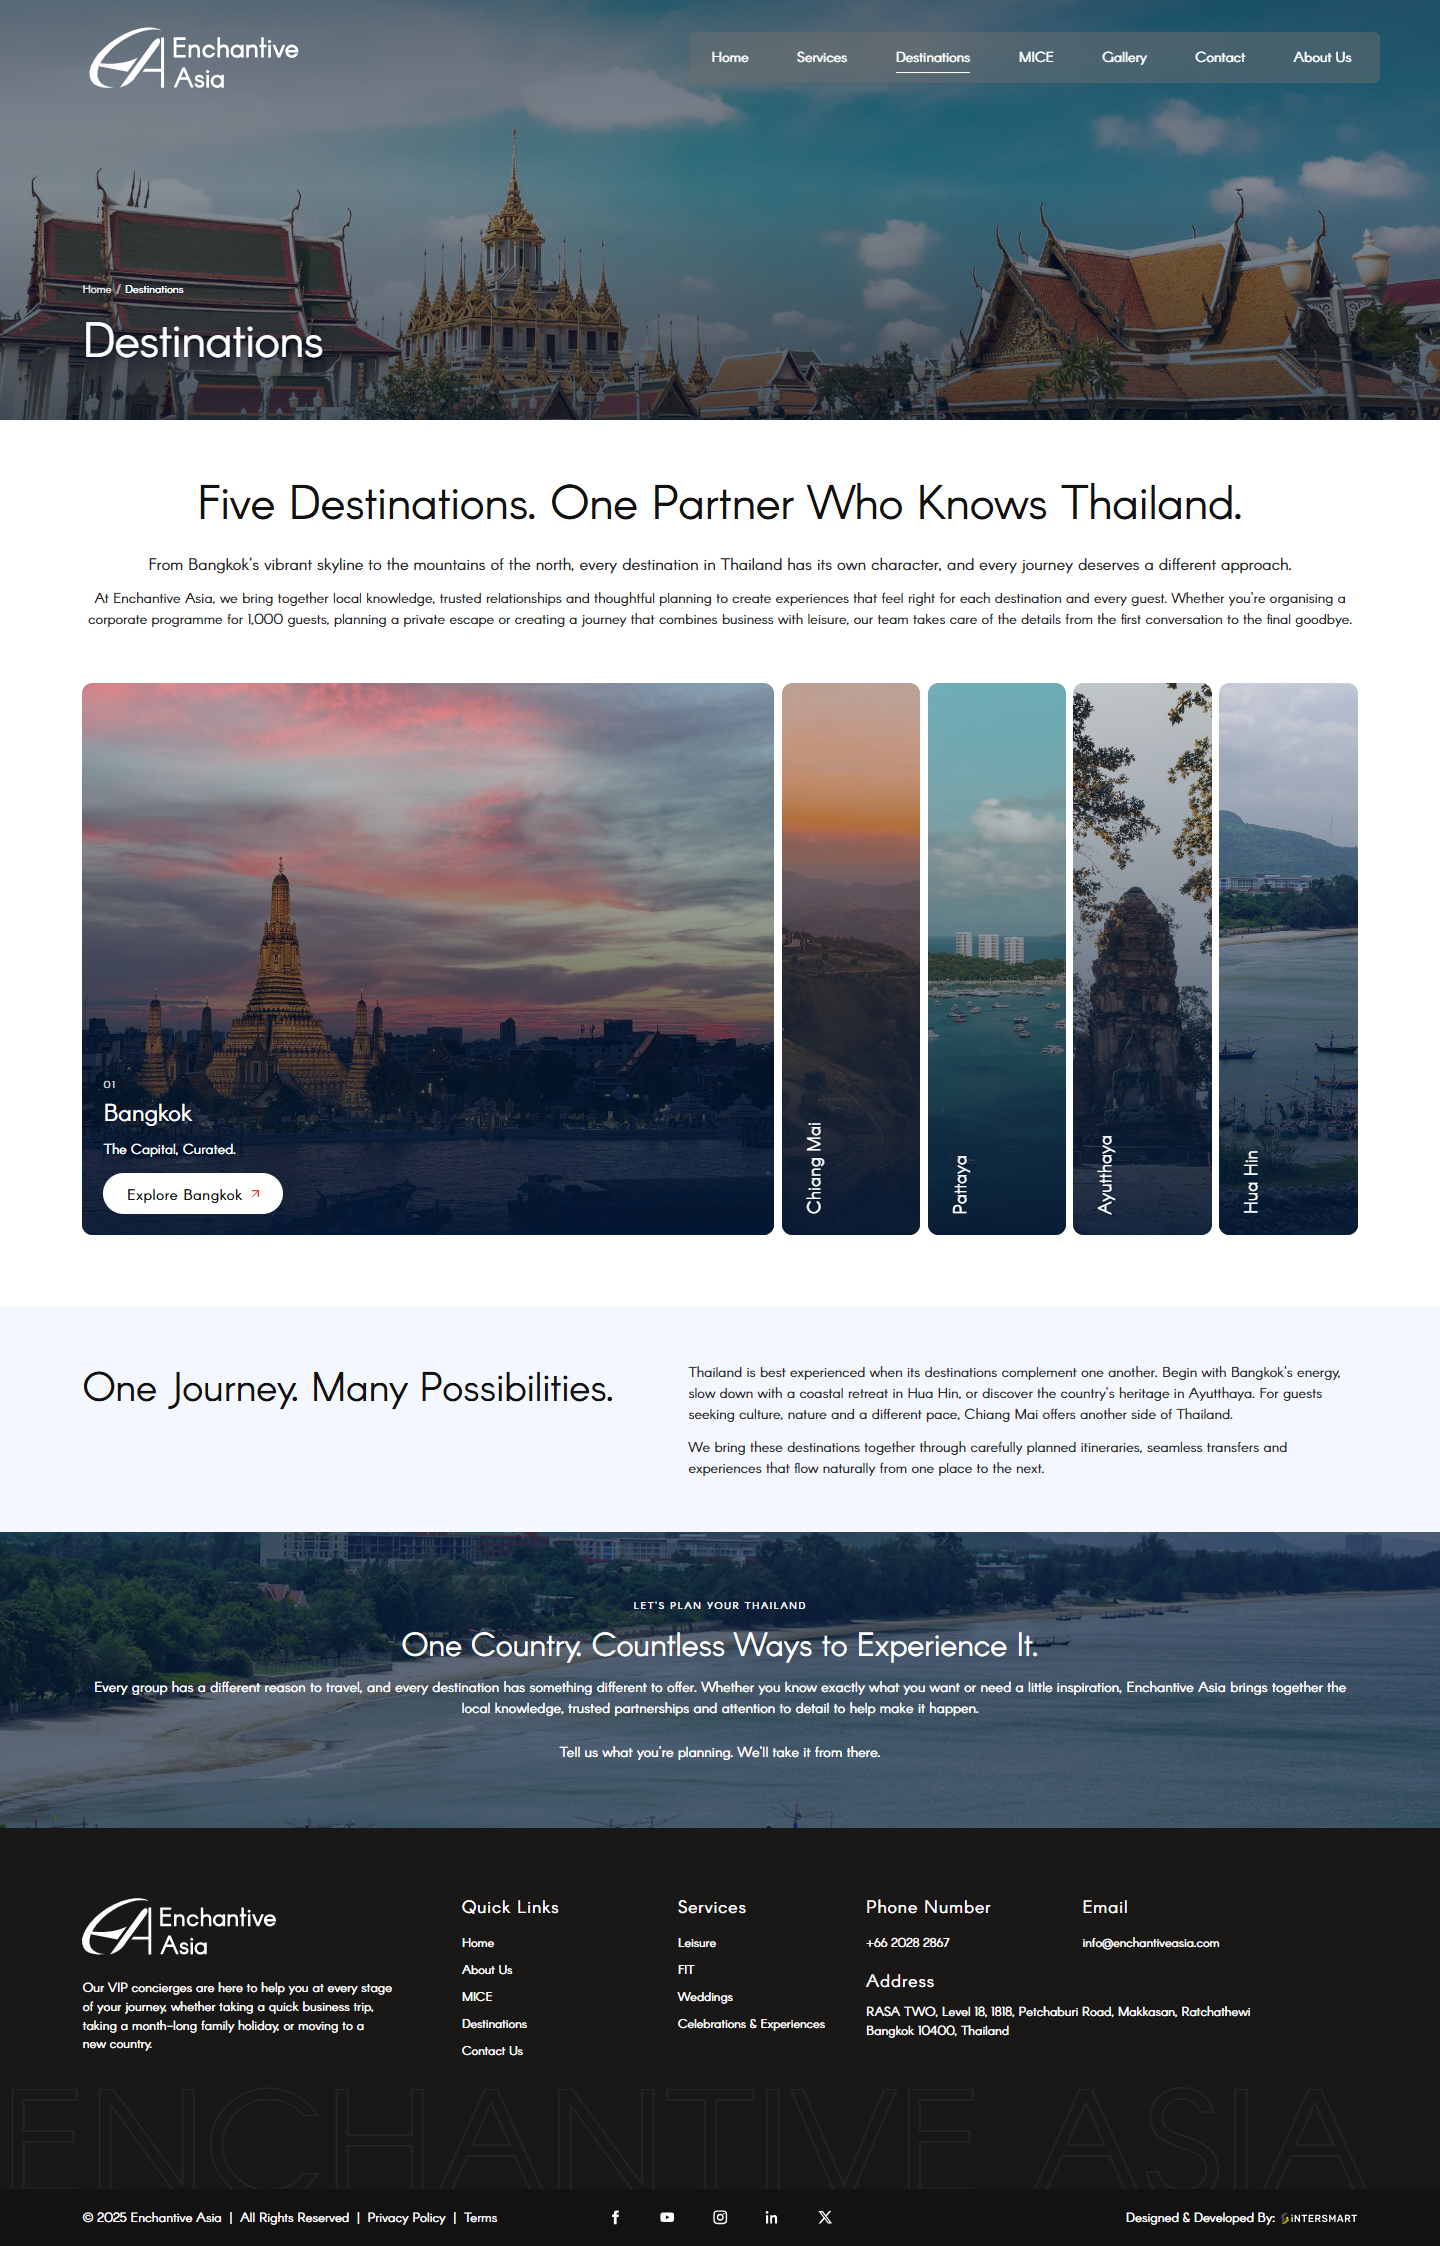 Enchantive
Asia
Home
Services
Destinations
MICE
Gallery
Contact
About Us
Home / Destinations
Destinations
Five Destinations. One Partner Who Knows Thailand.
From Bangkok's vibrant skyline to the mountains of the north, every destination in Thailand has its own character, and every journey deserves a different approach.
At Enchantive Asia, we bring together local knowledge, trusted relationships and thoughtful planning to create experiences that feel right for each destination and every guest. Whether you're organising a
corporate programme for 1,000 guests, planning a private escape or creating a journey that combines business with leisure, our team takes care of the details from the first conversation to the final goodbye.
01
Bangkok
The Capital, Curated.
Explore Bangkok
Chiang Mai
Pattaya
Ayutthaya
Hua Hin
One Journey. Many Possibilities.
Thailand is best experienced when its destinations complement one another. Begin with Bangkok's energy,
slow down with a coastal retreat in Hua Hin, or discover the country's heritage in Ayutthaya. For guests
seeking culture, nature and a different pace, Chiang Mai offers another side of Thailand.
We bring these destinations together through carefully planned itineraries, seamless transfers and
experiences that flow naturally from one place to the next.
LET'S PLAN YOUR THAILAND
One Country. Countless Ways to Experience It.
Every group has a different reason to travel, and every destination has something different to offer. Whether you know exactly what you want or need a little inspiration, Enchantive Asia brings together the
local knowledge, trusted partnerships and attention to detail to help make it happen.
Tell us what you're planning. We'll take it from there.
Enchantive
Asia
Our VIP concierges are here to help you at every stage
of your journey, whether taking a quick business trip,
taking a month-long family holiday, or moving to a
new country.
Quick Links
Home
About Us
MICE
Destinations
Contact Us
Services
Leisure
FIT
Weddings
Celebrations & Experiences
Phone Number
+66 2028 2867
Email
info@enchantiveasia.com
Address
RASA TWO, Level 18, 1818, Petchaburi Road, Makkasan, Ratchathewi
Bangkok 10400, Thailand
ENCHANTIVE ASIA
© 2025 Enchantive Asia | All Rights Reserved | Privacy Policy | Terms
Designed & Developed By: iNTERSMART